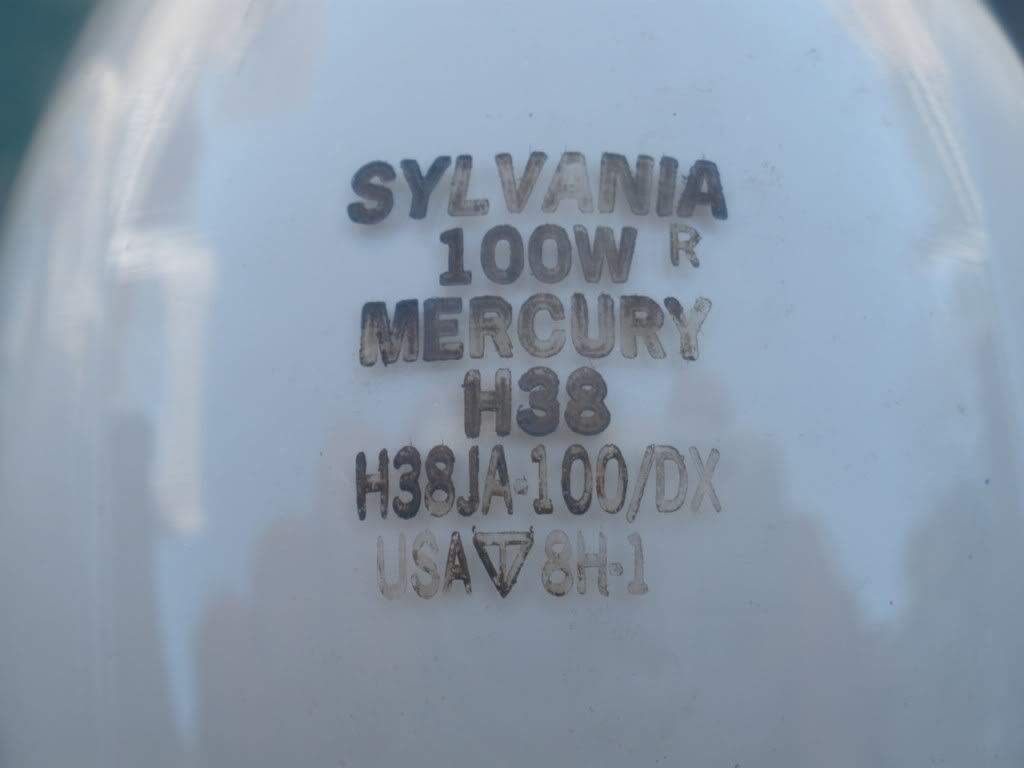 SYLVANIA
100W R
MERCURY
H38
H38JA-100/DX
USA T 8H-1